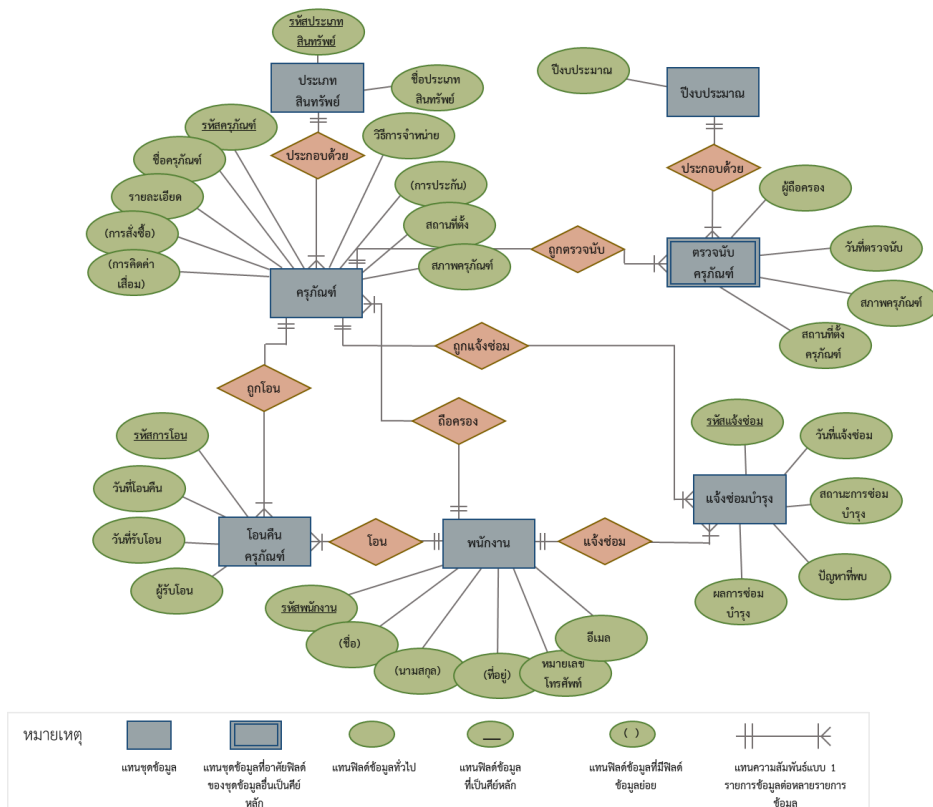 รหัสประเภท
สินทรัพย์
ประเภท
สินทรัพย์
ชื่อประเภท
สินทรัพย์
ปีงบประมาณ
ปีงบประมาณ
รหัสครุภัณฑ์
วิธีการจำหน่าย
ประกอบด้วย
ประกอบด้วย
ชื่อครุภัณฑ์
รายละเอียด
(การประกัน)
ผู้ถือครอง
(การสั่งซื้อ)
สถานที่ตั้ง
(การคิดค่า
เสื่อม)
สภาพครุภัณฑ์
ถูกตรวจนับ
ตรวจนับ
ครุภัณฑ์
วันที่ตรวจนับ
ครุภัณฑ์
สภาพครุภัณฑ์
สถานที่ตั้ง
ครุภัณฑ์
ถูกแจ้งซ่อม
ถูกโอน
ถือครอง
รหัสการโอน
รหัสแจ้งซ่อม
วันที่แจ้งซ่อม
วันที่โอนคืน
แจ้งซ่อมบำรุง
สถานะการซ่อม
บำรุง
วันที่รับโอน
โอนคืน
ครุภัณฑ์
โอน
พนักงาน
แจ้งซ่อม
ผู้รับโอน
ปัญหาที่พบ
ผลการซ่อม
บำรุง
รหัสพนักงาน
(ชื่อ)
(นามสกุล)
(ที่อยู่)
หมายเลข
โทรศัพท์
อีเมล
หมายเหตุ
( )
แทนชุดข้อมูล
แทนชุดข้อมูลที่อาศัยฟิลด์
ของชุดข้อมูลอื่นเป็นคีย์
หลัก
แทนฟิลด์ข้อมูลทั่วไป
แทนฟิลด์ข้อมูล
ที่เป็นคีย์หลัก
แทนฟิลด์ข้อมูลที่มีฟิลด์
ข้อมูลย่อย
แทนความสัมพันธ์แบบ 1
รายการข้อมูลต่อหลายรายการ
ข้อมูล